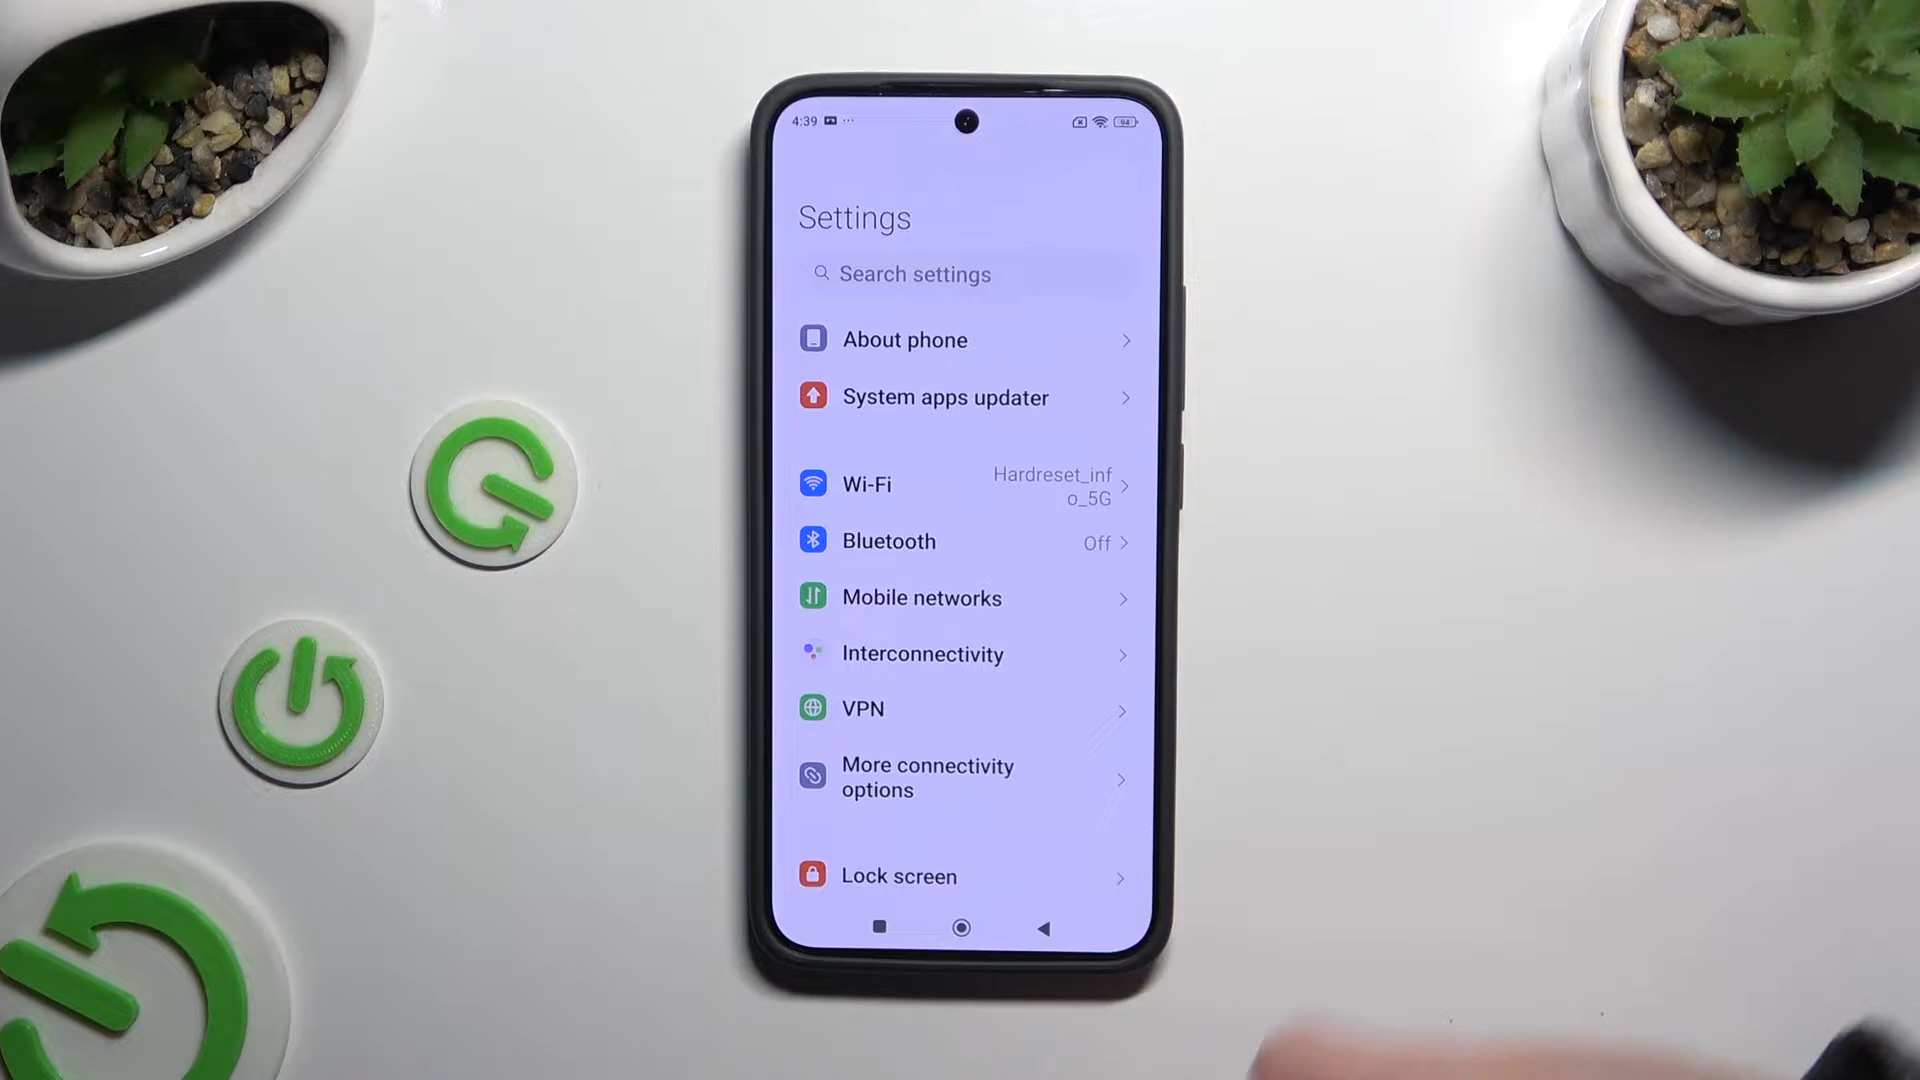 4:39
94
Settings
Search settings
About phone
System apps updater
Wi-Fi
Hardreset_inf
o_5G
Bluetooth
Off
Mobile networks
Interconnectivity
VPN
More connectivity
options
Lock screen